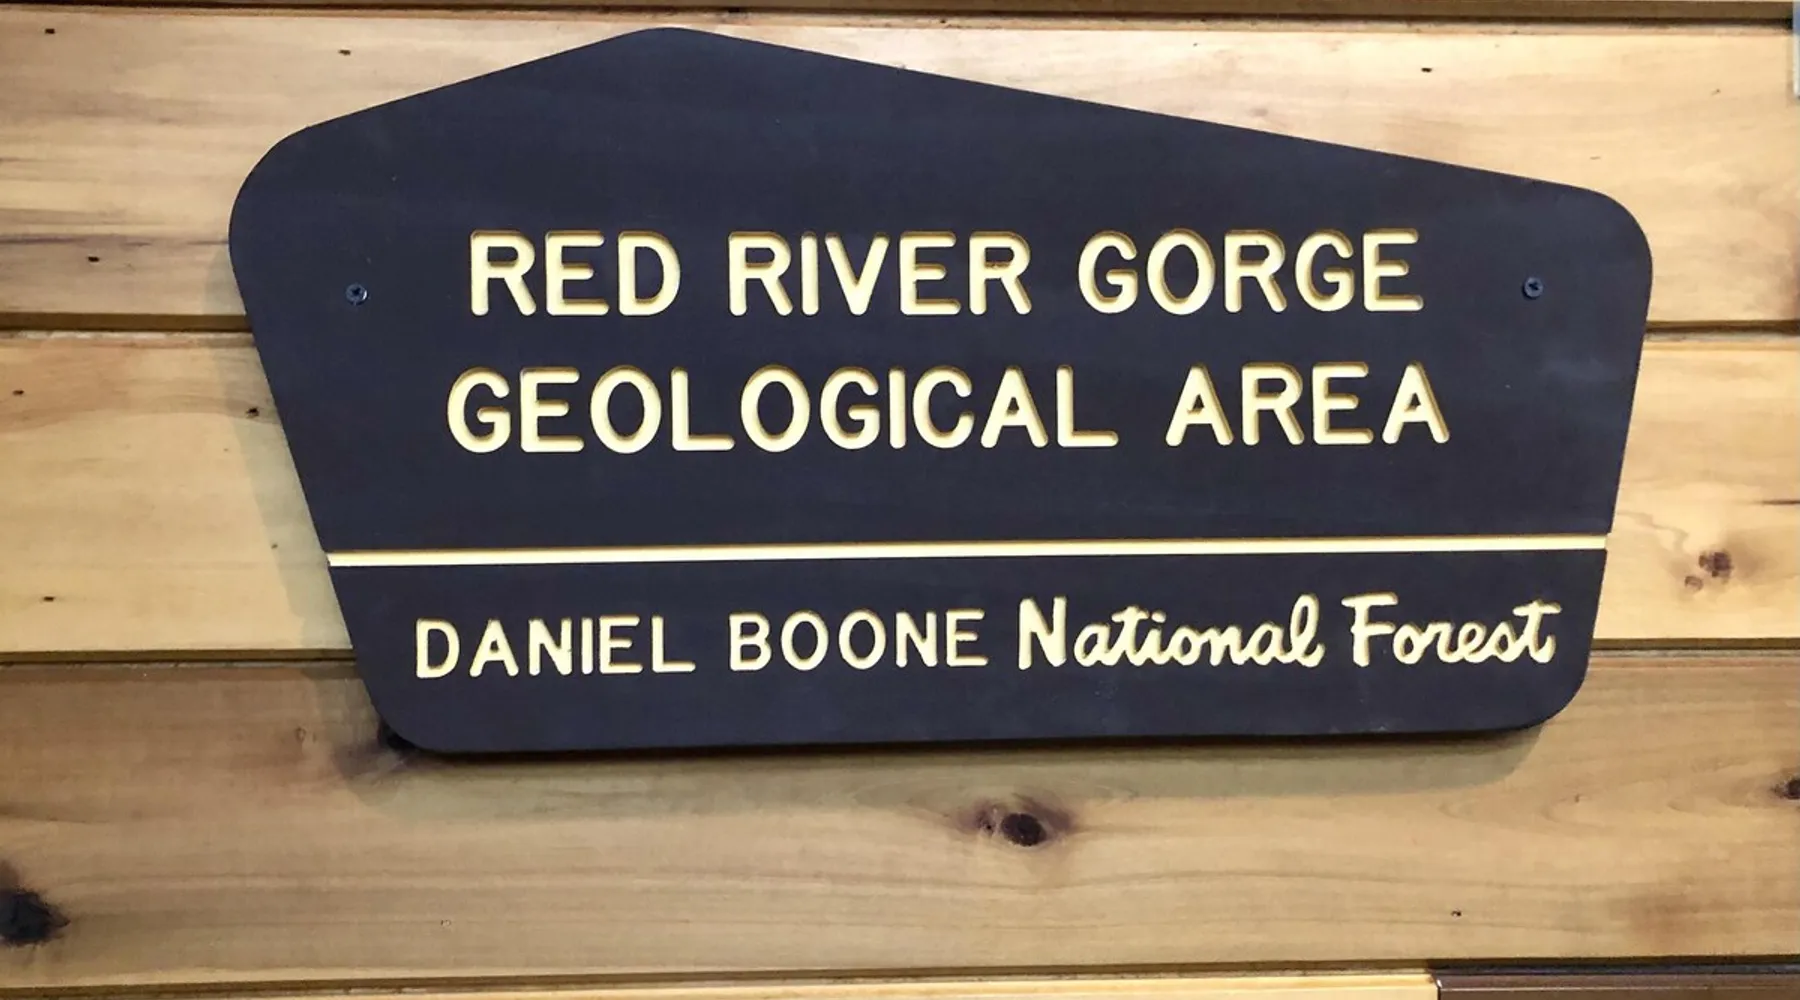 RED RIVER GORGE
GEOLOGICAL AREA
DANIEL BOONE National Forest